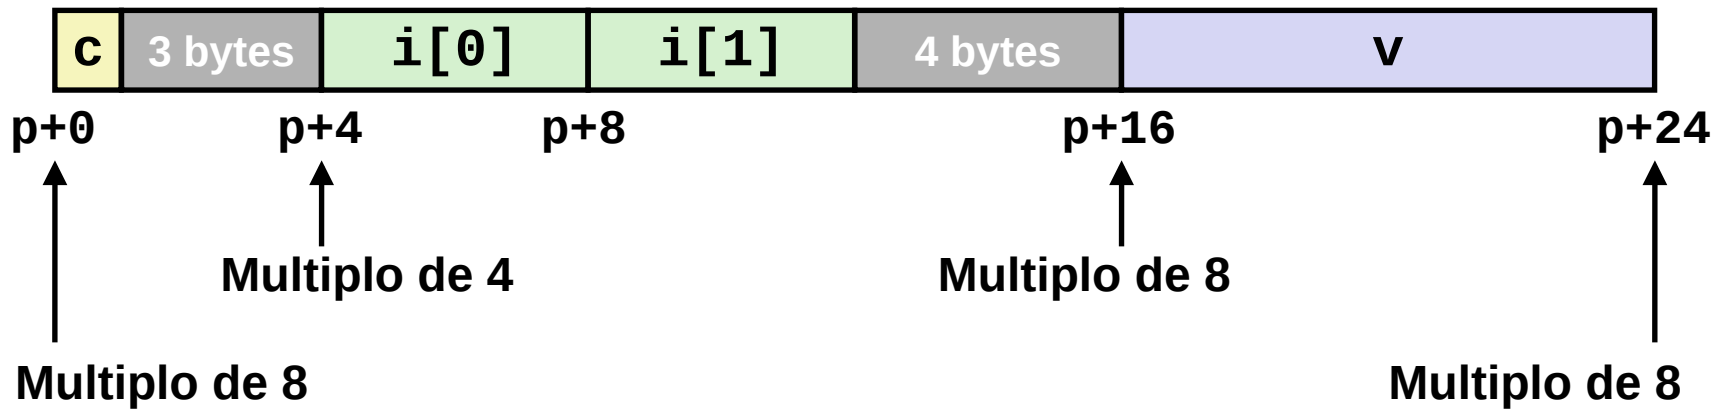 c 3 bytes i[0] i[1] 4 bytes v
p+0 p+4 p+8 p+16 p+24
Multiplo de 4 Multiplo de 8
Multiplo de 8 Multiplo de 8